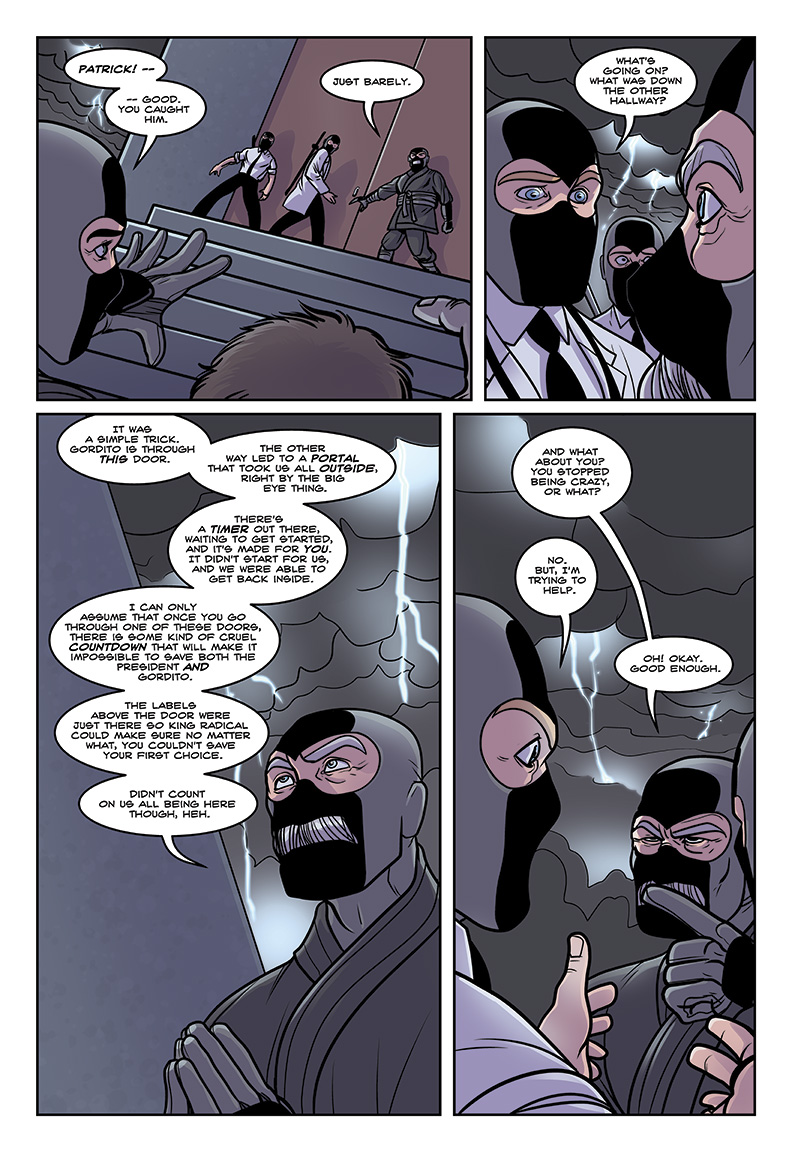 PATRICK! --
-- GOOD.
YOU CAUGHT
HIM.
JUST BARELY.
WHAT'S
GOING ON?
WHAT WAS DOWN
THE OTHER
HALLWAY?
IT WAS
A SIMPLE TRICK.
GORDITO IS THROUGH
THIS DOOR.
THE OTHER
WAY LED TO A PORTAL
THAT TOOK US ALL OUTSIDE,
RIGHT BY THE BIG
EYE THING.
THERE'S
A TIMER OUT THERE,
WAITING TO GET STARTED,
AND IT'S MADE FOR YOU.
IT DIDN'T START FOR US,
AND WE WERE ABLE TO
GET BACK INSIDE.
I CAN ONLY
ASSUME THAT ONCE YOU GO
THROUGH ONE OF THESE DOORS,
THERE IS SOME KIND OF CRUEL
COUNTDOWN THAT WILL MAKE IT
IMPOSSIBLE TO SAVE BOTH THE
PRESIDENT AND
GORDITO.
THE LABELS
ABOVE THE DOOR WERE
JUST THERE SO KING RADICAL
COULD MAKE SURE NO MATTER
WHAT, YOU COULDN'T SAVE
YOUR FIRST CHOICE.
DIDN'T COUNT
ON US ALL BEING HERE
THOUGH, HEH.
AND WHAT
ABOUT YOU?
YOU STOPPED
BEING CRAZY,
OR WHAT?
NO.
BUT, I'M
TRYING TO
HELP.
OH! OKAY.
GOOD ENOUGH.